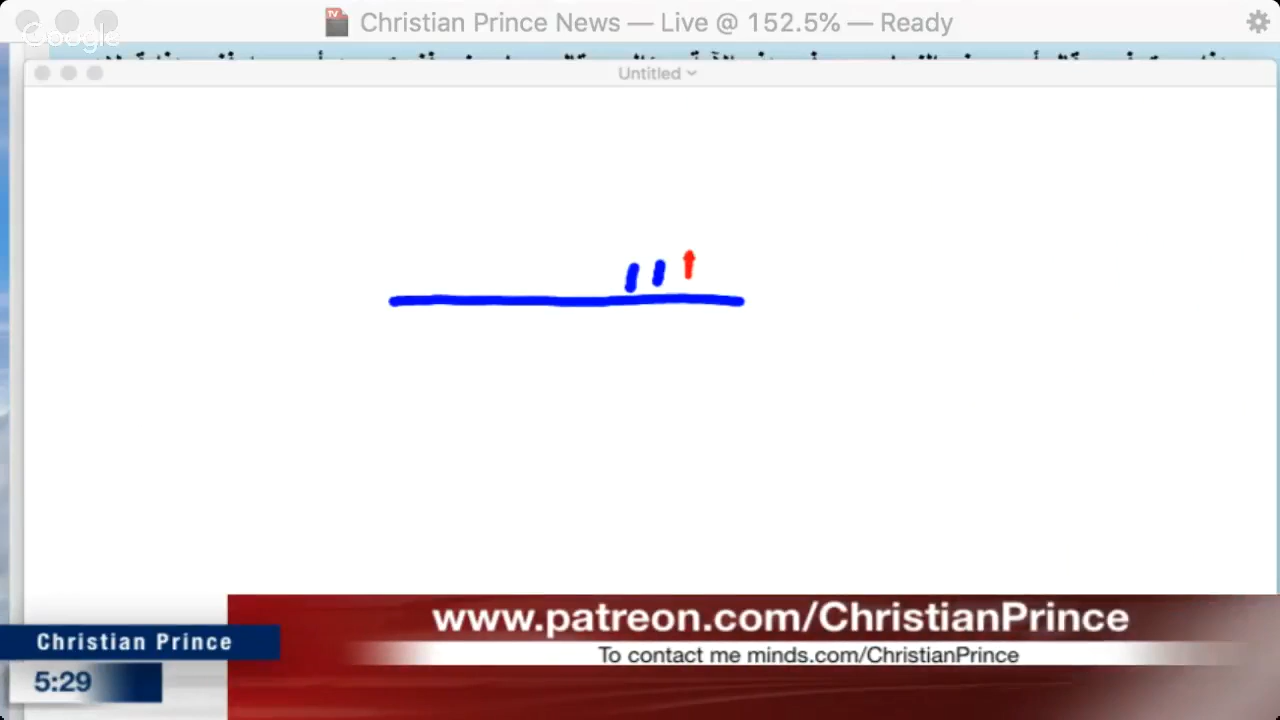 Christian Prince News — Live @ 152.5% — Ready
Google
Untitled
www.patreon.com/ChristianPrince
To contact me minds.com/ChristianPrince
Christian Prince
5:29